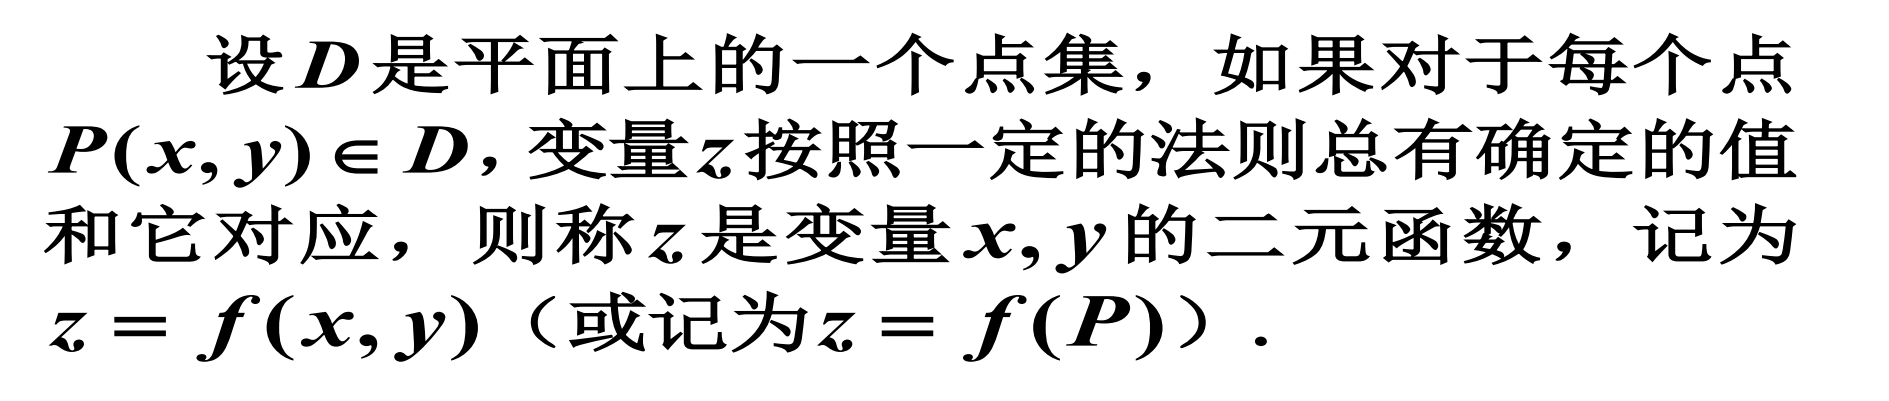 设D是平面上的一个点集，如果对于每个点
P(x, y) ∈ D，变量z按照一定的法则总有确定的值
和它对应，则称z是变量x, y的二元函数，记为
z = f(x, y)（或记为z = f(P)）.